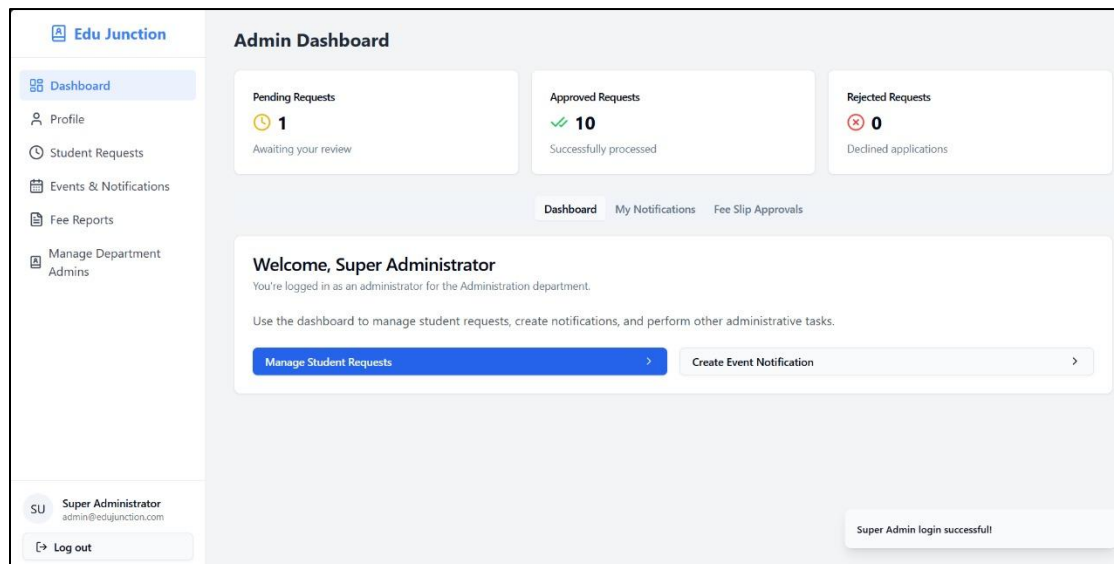 Edu Junction
Dashboard
Profile
Student Requests
Events & Notifications
Fee Reports
Manage Department
Admins
SU
Super Administrator
admin@edujunction.com
Log out
Admin Dashboard
Pending Requests
1
Awaiting your review
Approved Requests
10
Successfully processed
Rejected Requests
0
Declined applications
Dashboard My Notifications Fee Slip Approvals
Welcome, Super Administrator
You're logged in as an administrator for the Administration department.
Use the dashboard to manage student requests, create notifications, and perform other administrative tasks.
Manage Student Requests
Create Event Notification
Super Admin login successful!